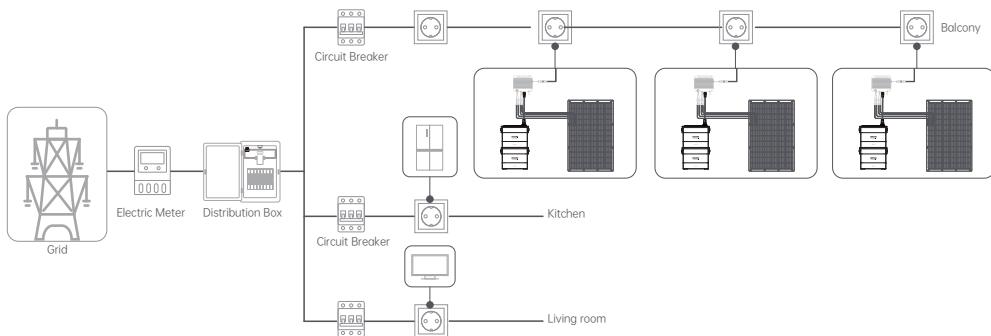 Balcony
Circuit Breaker
Electric Meter
Distribution Box
Kitchen
Grid
Circuit Breaker
Living room